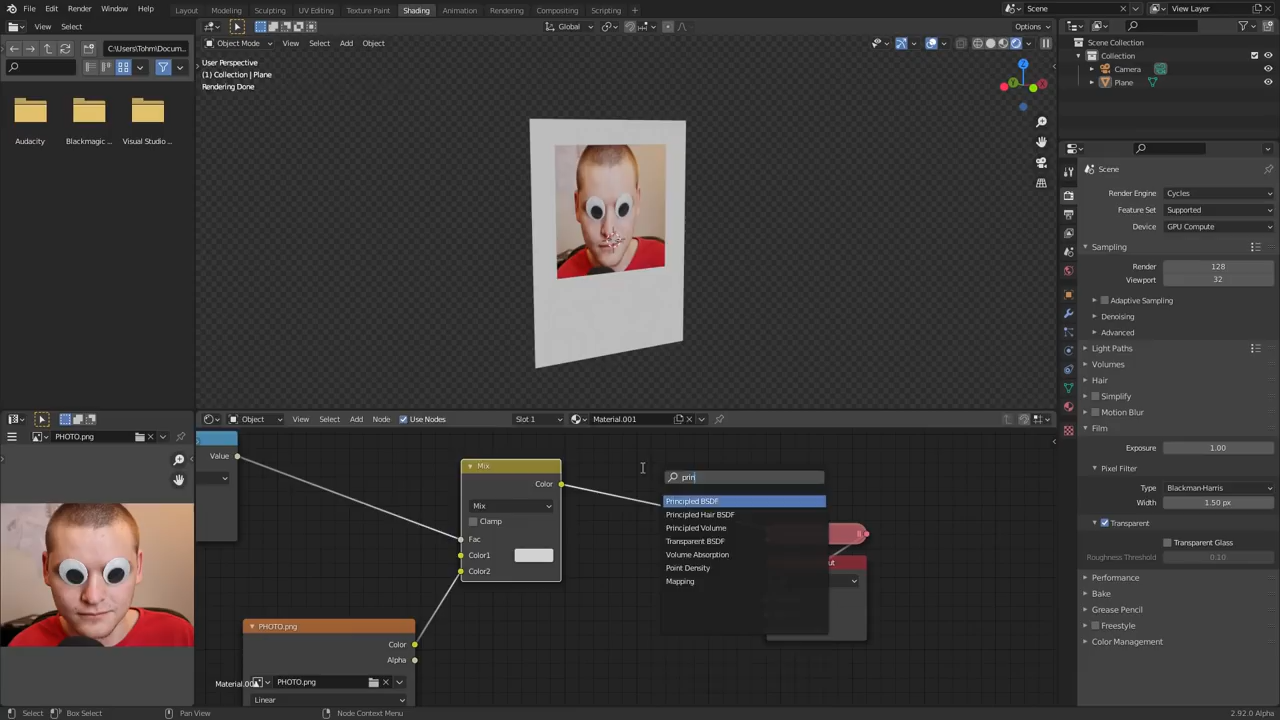 File Edit Render Window Help
Layout Modeling Sculpting UV Editing Texture Paint Shading Animation Rendering Compositing Scripting
Scene
View Layer
View Select
C:\Users\Tohm\Docum...
Audacity
Blackmagic ...
Visual Studio ...
Global
Options
Object Mode View Select Add Object
User Perspective
(1) Collection | Plane
Rendering Done
Z
Y
Scene Collection
Collection
Camera
Plane
Scene
Render Engine Cycles
Feature Set Supported
Device GPU Compute
Sampling
Render 128
Viewport 32
Adaptive Sampling
Denoising
Advanced
Light Paths
Volumes
Hair
Simplify
Motion Blur
Film
Exposure 1.00
Pixel Filter
Type Blackman-Harris
Width 1.50 px
Transparent
Transparent Glass
Roughness Threshold 0.10
Performance
Bake
Grease Pencil
Freestyle
Color Management
PHOTO.png
Object View Select Add Node Use Nodes Slot 1 Material.001
Value
Mix
Color
Mix
Clamp
Fac
Color1
Color2
prin
Principled BSDF
Principled Hair BSDF
Principled Volume
Transparent BSDF
Volume Absorption
Point Density
Mapping
ut
PHOTO.png
Color
Alpha
PHOTO.png
Linear
Select Box Select Pan View Node Context Menu
2.92.0 Alpha